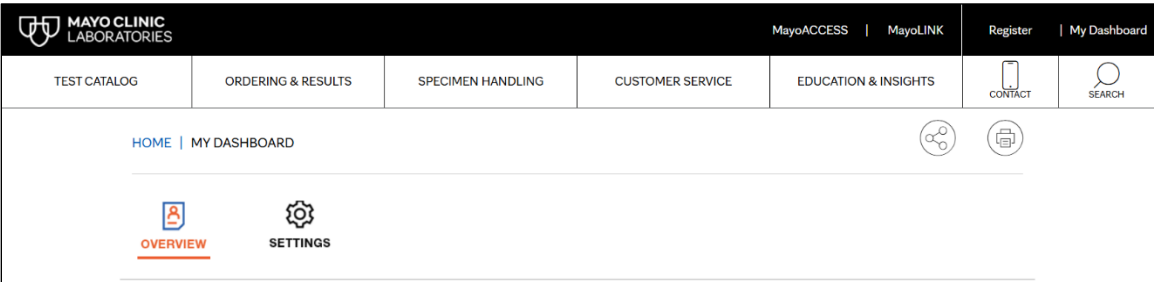 MAYO CLINIC
LABORATORIES
MayoACCESS | MayoLINK Register | My Dashboard
TEST CATALOG ORDERING & RESULTS SPECIMEN HANDLING CUSTOMER SERVICE EDUCATION & INSIGHTS CONTACT SEARCH
HOME | MY DASHBOARD
OVERVIEW SETTINGS